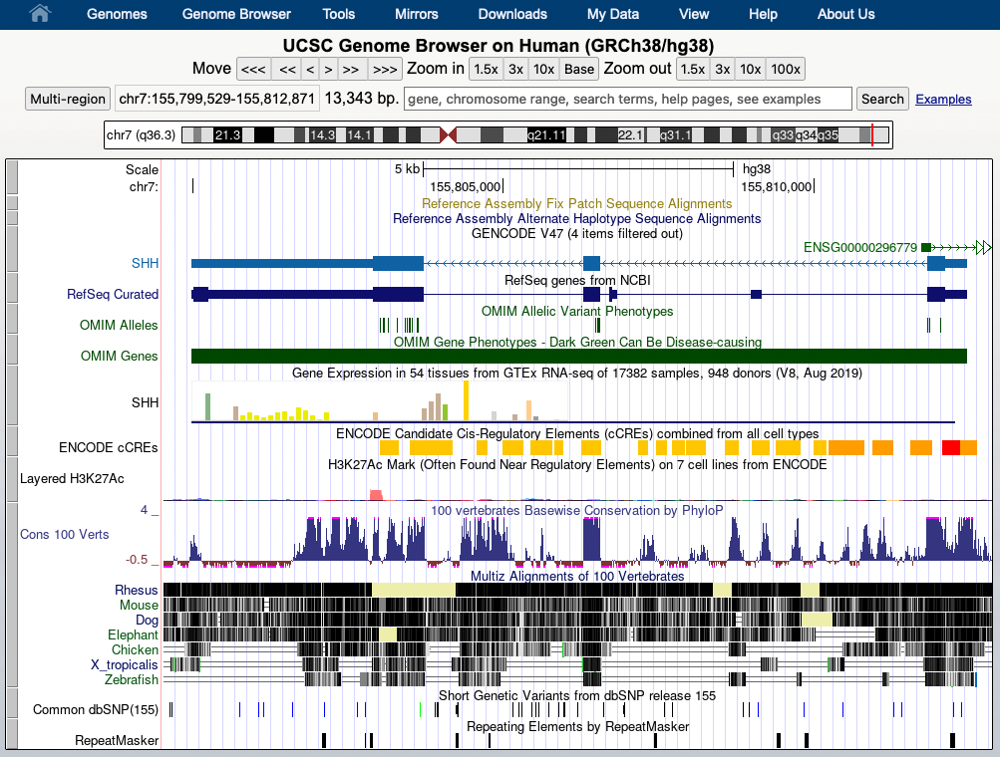 Genomes Genome Browser Tools Mirrors Downloads My Data View Help About Us
UCSC Genome Browser on Human (GRCh38/hg38)
Move <<< << < > >> >>> Zoom in 1.5x 3x 10x Base Zoom out 1.5x 3x 10x 100x
Multi-region chr7:155,799,529-155,812,871 13,343 bp. gene, chromosome range, search terms, help pages, see examples Search Examples
chr7 (q36.3) 21.3 14.3 14.1 q21.11 22.1 q31.1 q33 q34 q35
Scale 5 kb hg38
chr7: 155,805,000 155,810,000
Reference Assembly Fix Patch Sequence Alignments
Reference Assembly Alternate Haplotype Sequence Alignments
GENCODE V47 (4 items filtered out)
ENSG00000296779
SHH
RefSeq genes from NCBI
RefSeq Curated
OMIM Allelic Variant Phenotypes
OMIM Alleles
OMIM Gene Phenotypes - Dark Green Can Be Disease-causing
OMIM Genes
Gene Expression in 54 tissues from GTEx RNA-seq of 17382 samples, 948 donors (V8, Aug 2019)
SHH
ENCODE Candidate Cis-Regulatory Elements (cCREs) combined from all cell types
ENCODE cCREs
H3K27Ac Mark (Often Found Near Regulatory Elements) on 7 cell lines from ENCODE
Layered H3K27Ac
100 vertebrates Basewise Conservation by PhyloP
4 _
Cons 100 Verts
-0.5 _
Multiz Alignments of 100 Vertebrates
Rhesus
Mouse
Dog
Elephant
Chicken
X_tropicalis
Zebrafish
Short Genetic Variants from dbSNP release 155
Common dbSNP(155)
Repeating Elements by RepeatMasker
RepeatMasker